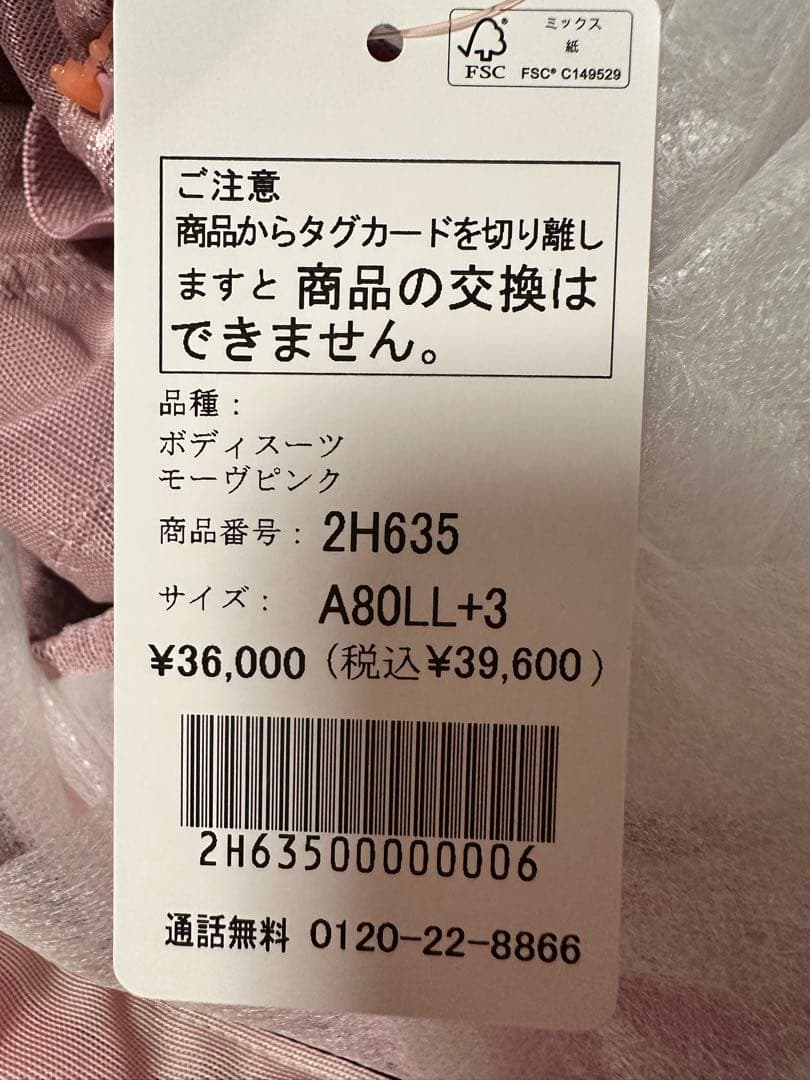 ミックス
紙
FSC® C149529
FSC
ご注意
商品からタグカードを切り離し
ますと 商品の交換は
できません。
品種：
ボディスーツ
モーヴピンク
商品番号： 2H635
サイズ： A80LL+3
¥36,000（税込¥39,600）
2H63500000006
通話無料 0120-22-8866